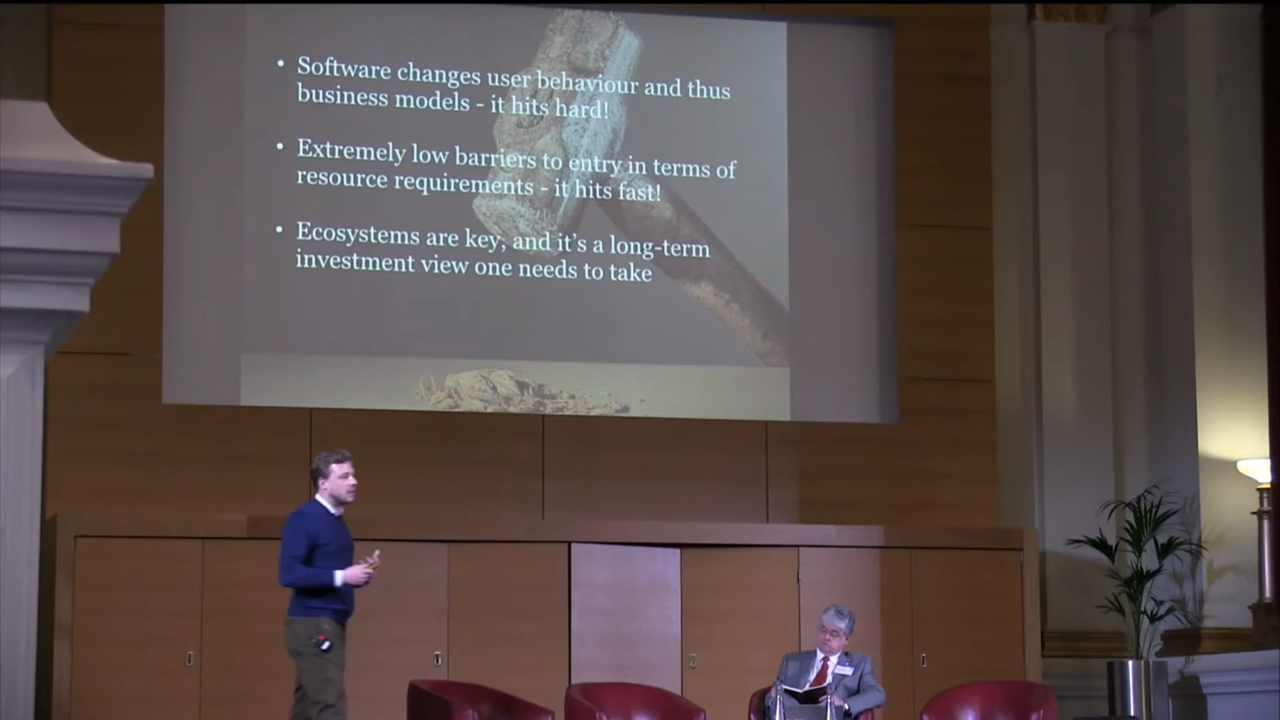 • Software changes user behaviour and thus
business models - it hits hard!
• Extremely low barriers to entry in terms of
resource requirements - it hits fast!
• Ecosystems are key, and it's a long-term
investment view one needs to take